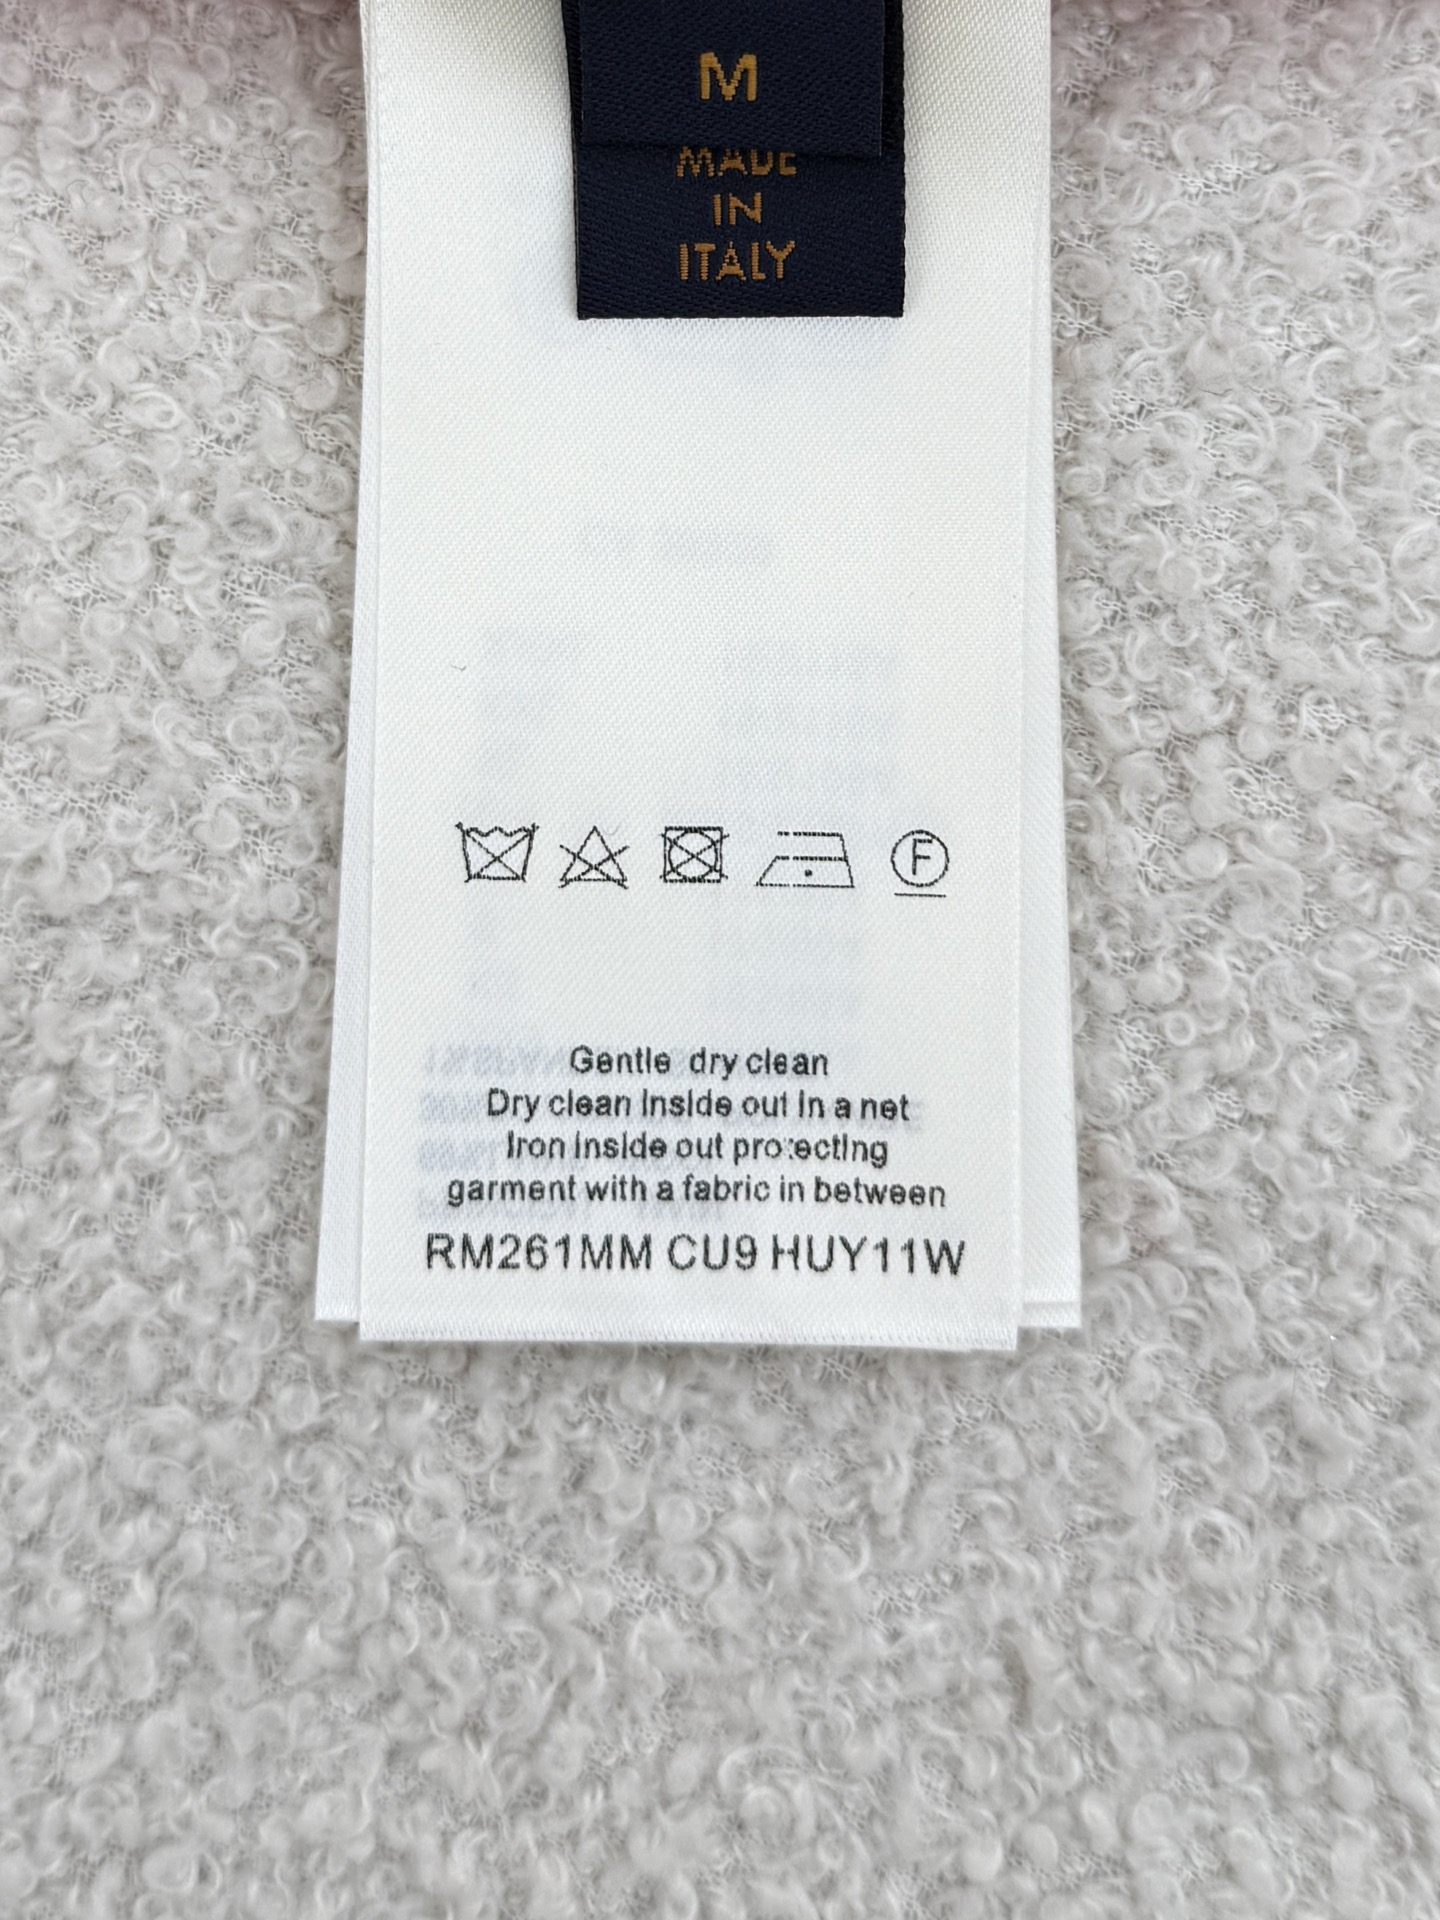 M
MADE
IN
ITALY
F
Gentle dry clean
Dry clean inside out in a net
Iron inside out protecting
garment with a fabric in between
RM261MM CU9 HUY11W